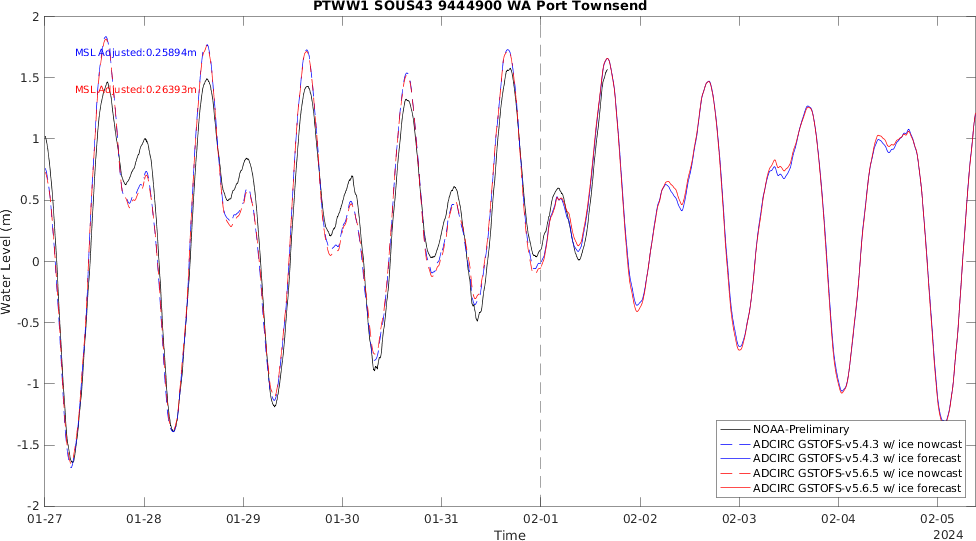 PTWW1 SOUS43 9444900 WA Port Townsend
2
1.5
1
0.5
0
-0.5
-1
-1.5
-2
Water Level (m)
MSL Adjusted:0.25894m
MSL Adjusted:0.26393m
NOAA-Preliminary
ADCIRC GSTOFS-v5.4.3 w/ ice nowcast
ADCIRC GSTOFS-v5.4.3 w/ ice forecast
ADCIRC GSTOFS-v5.6.5 w/ ice nowcast
ADCIRC GSTOFS-v5.6.5 w/ ice forecast
01-27 01-28 01-29 01-30 01-31 02-01 02-02 02-03 02-04 02-05
Time
2024